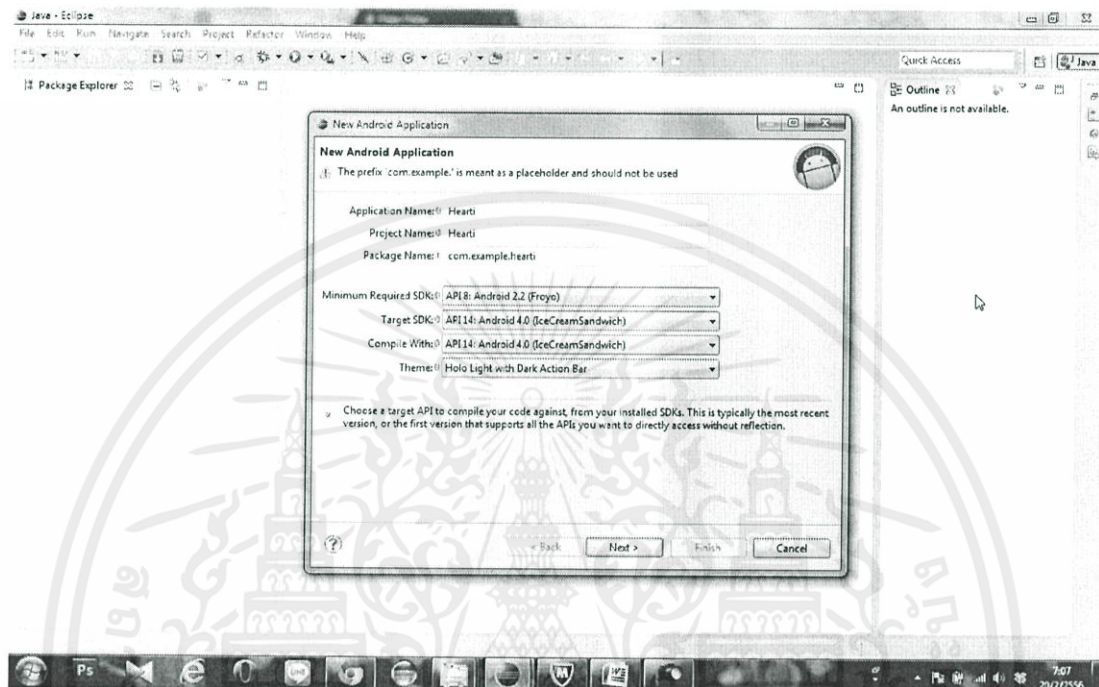 Java - Eclipse
File Edit Run Navigate Search Project Refactor Window Help
Quick Access
Java
Package Explorer
Outline
An outline is not available.
New Android Application
New Android Application
The prefix 'com.example.' is meant as a placeholder and should not be used
Application Name: Hearti
Project Name: Hearti
Package Name: com.example.hearti
Minimum Required SDK: API 8: Android 2.2 (Froyo)
Target SDK: API 14: Android 4.0 (IceCreamSandwich)
Compile With: API 14: Android 4.0 (IceCreamSandwich)
Theme: Holo Light with Dark Action Bar
Choose a target API to compile your code against, from your installed SDKs. This is typically the most recent
version, or the first version that supports all the APIs you want to directly access without reflection.
< Back Next > Finish Cancel
Ps
LINE
7:07
20/2/2556